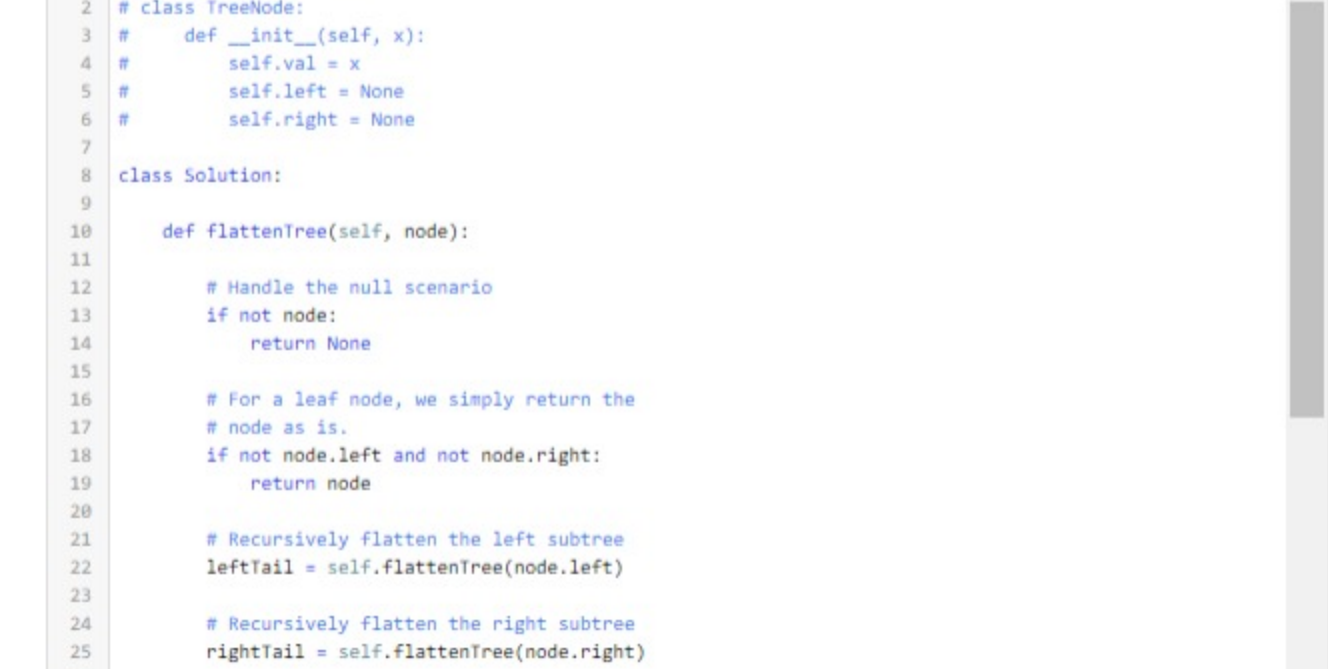 2 # class TreeNode:
3 #     def __init__(self, x):
4 #         self.val = x
5 #         self.left = None
6 #         self.right = None
7
8 class Solution:
9
10     def flattenTree(self, node):
11
12         # Handle the null scenario
13         if not node:
14             return None
15
16         # For a leaf node, we simply return the
17         # node as is.
18         if not node.left and not node.right:
19             return node
20
21         # Recursively flatten the left subtree
22         leftTail = self.flattenTree(node.left)
23
24         # Recursively flatten the right subtree
25         rightTail = self.flattenTree(node.right)